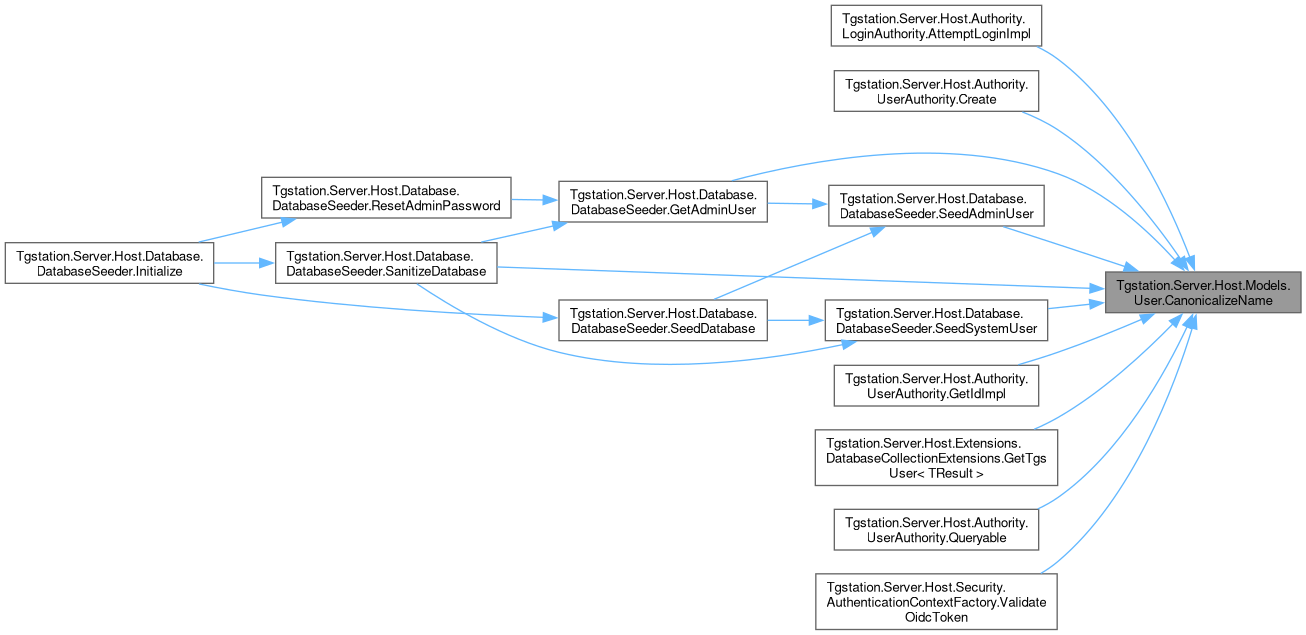 Tgstation.Server.Host.Authority.
LoginAuthority.AttemptLoginImpl
Tgstation.Server.Host.Authority.
UserAuthority.Create
Tgstation.Server.Host.Database.
DatabaseSeeder.ResetAdminPassword
Tgstation.Server.Host.Database.
DatabaseSeeder.GetAdminUser
Tgstation.Server.Host.Database.
DatabaseSeeder.SeedAdminUser
Tgstation.Server.Host.Database.
DatabaseSeeder.Initialize
Tgstation.Server.Host.Database.
DatabaseSeeder.SanitizeDatabase
Tgstation.Server.Host.Models.
User.CanonicalizeName
Tgstation.Server.Host.Database.
DatabaseSeeder.SeedDatabase
Tgstation.Server.Host.Database.
DatabaseSeeder.SeedSystemUser
Tgstation.Server.Host.Authority.
UserAuthority.GetIdImpl
Tgstation.Server.Host.Extensions.
DatabaseCollectionExtensions.GetTgs
User< TResult >
Tgstation.Server.Host.Authority.
UserAuthority.Queryable
Tgstation.Server.Host.Security.
AuthenticationContextFactory.Validate
OidcToken